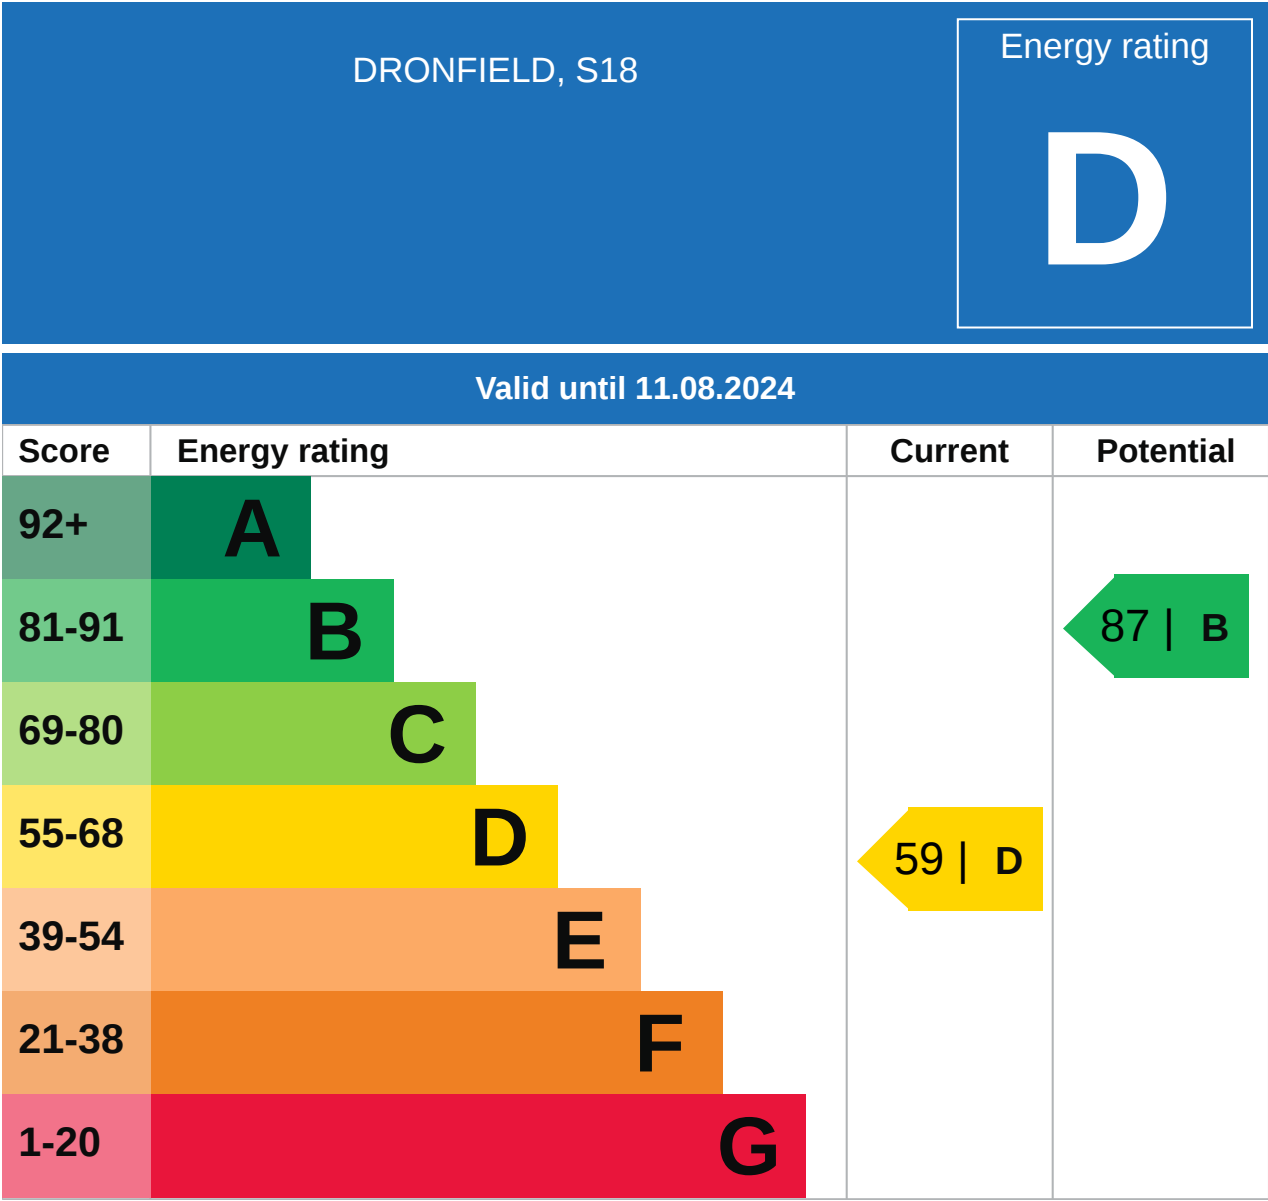 DRONFIELD, S18
Energy rating
D
Valid until 11.08.2024
Score Energy rating Current Potential
92+ A
81-91 B 87 | B
69-80 C
55-68 D 59 | D
39-54 E
21-38 F
1-20 G